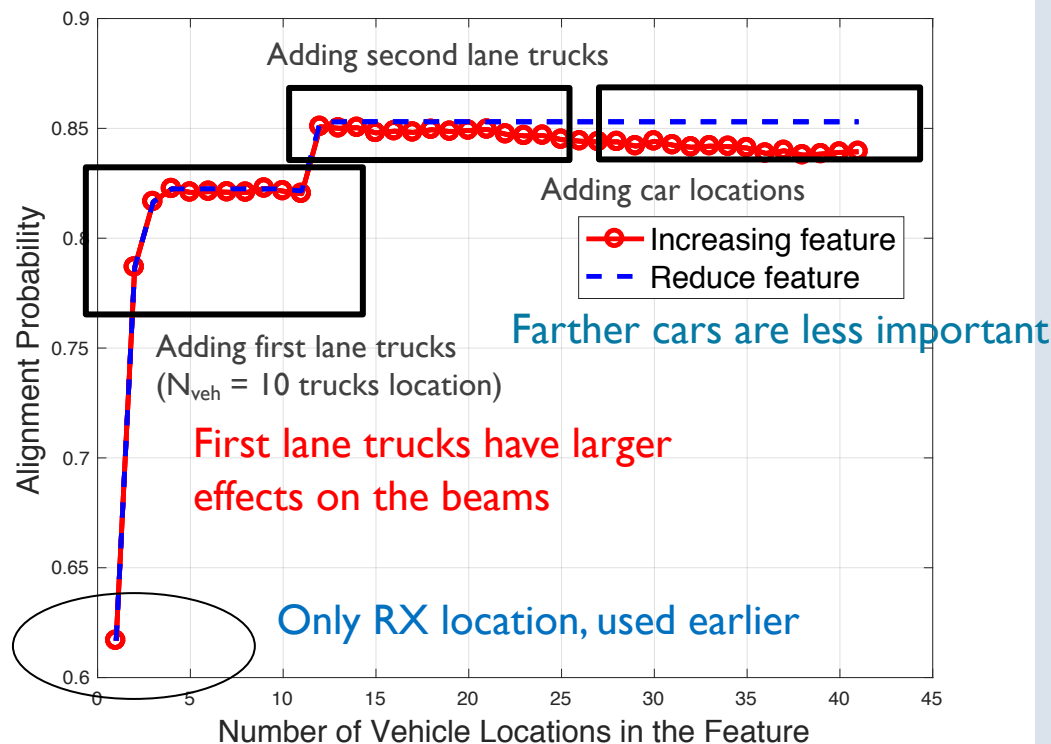 0.9
Adding second lane trucks
0.85
Adding car locations
Increasing feature
Reduce feature
0.8
Alignment Probability
Farther cars are less important
0.75
Adding first lane trucks
(Nveh = 10 trucks location)
First lane trucks have larger
effects on the beams
0.7
0.65
Only RX location, used earlier
0.6
0 5 10 15 20 25 30 35 40 45
Number of Vehicle Locations in the Feature